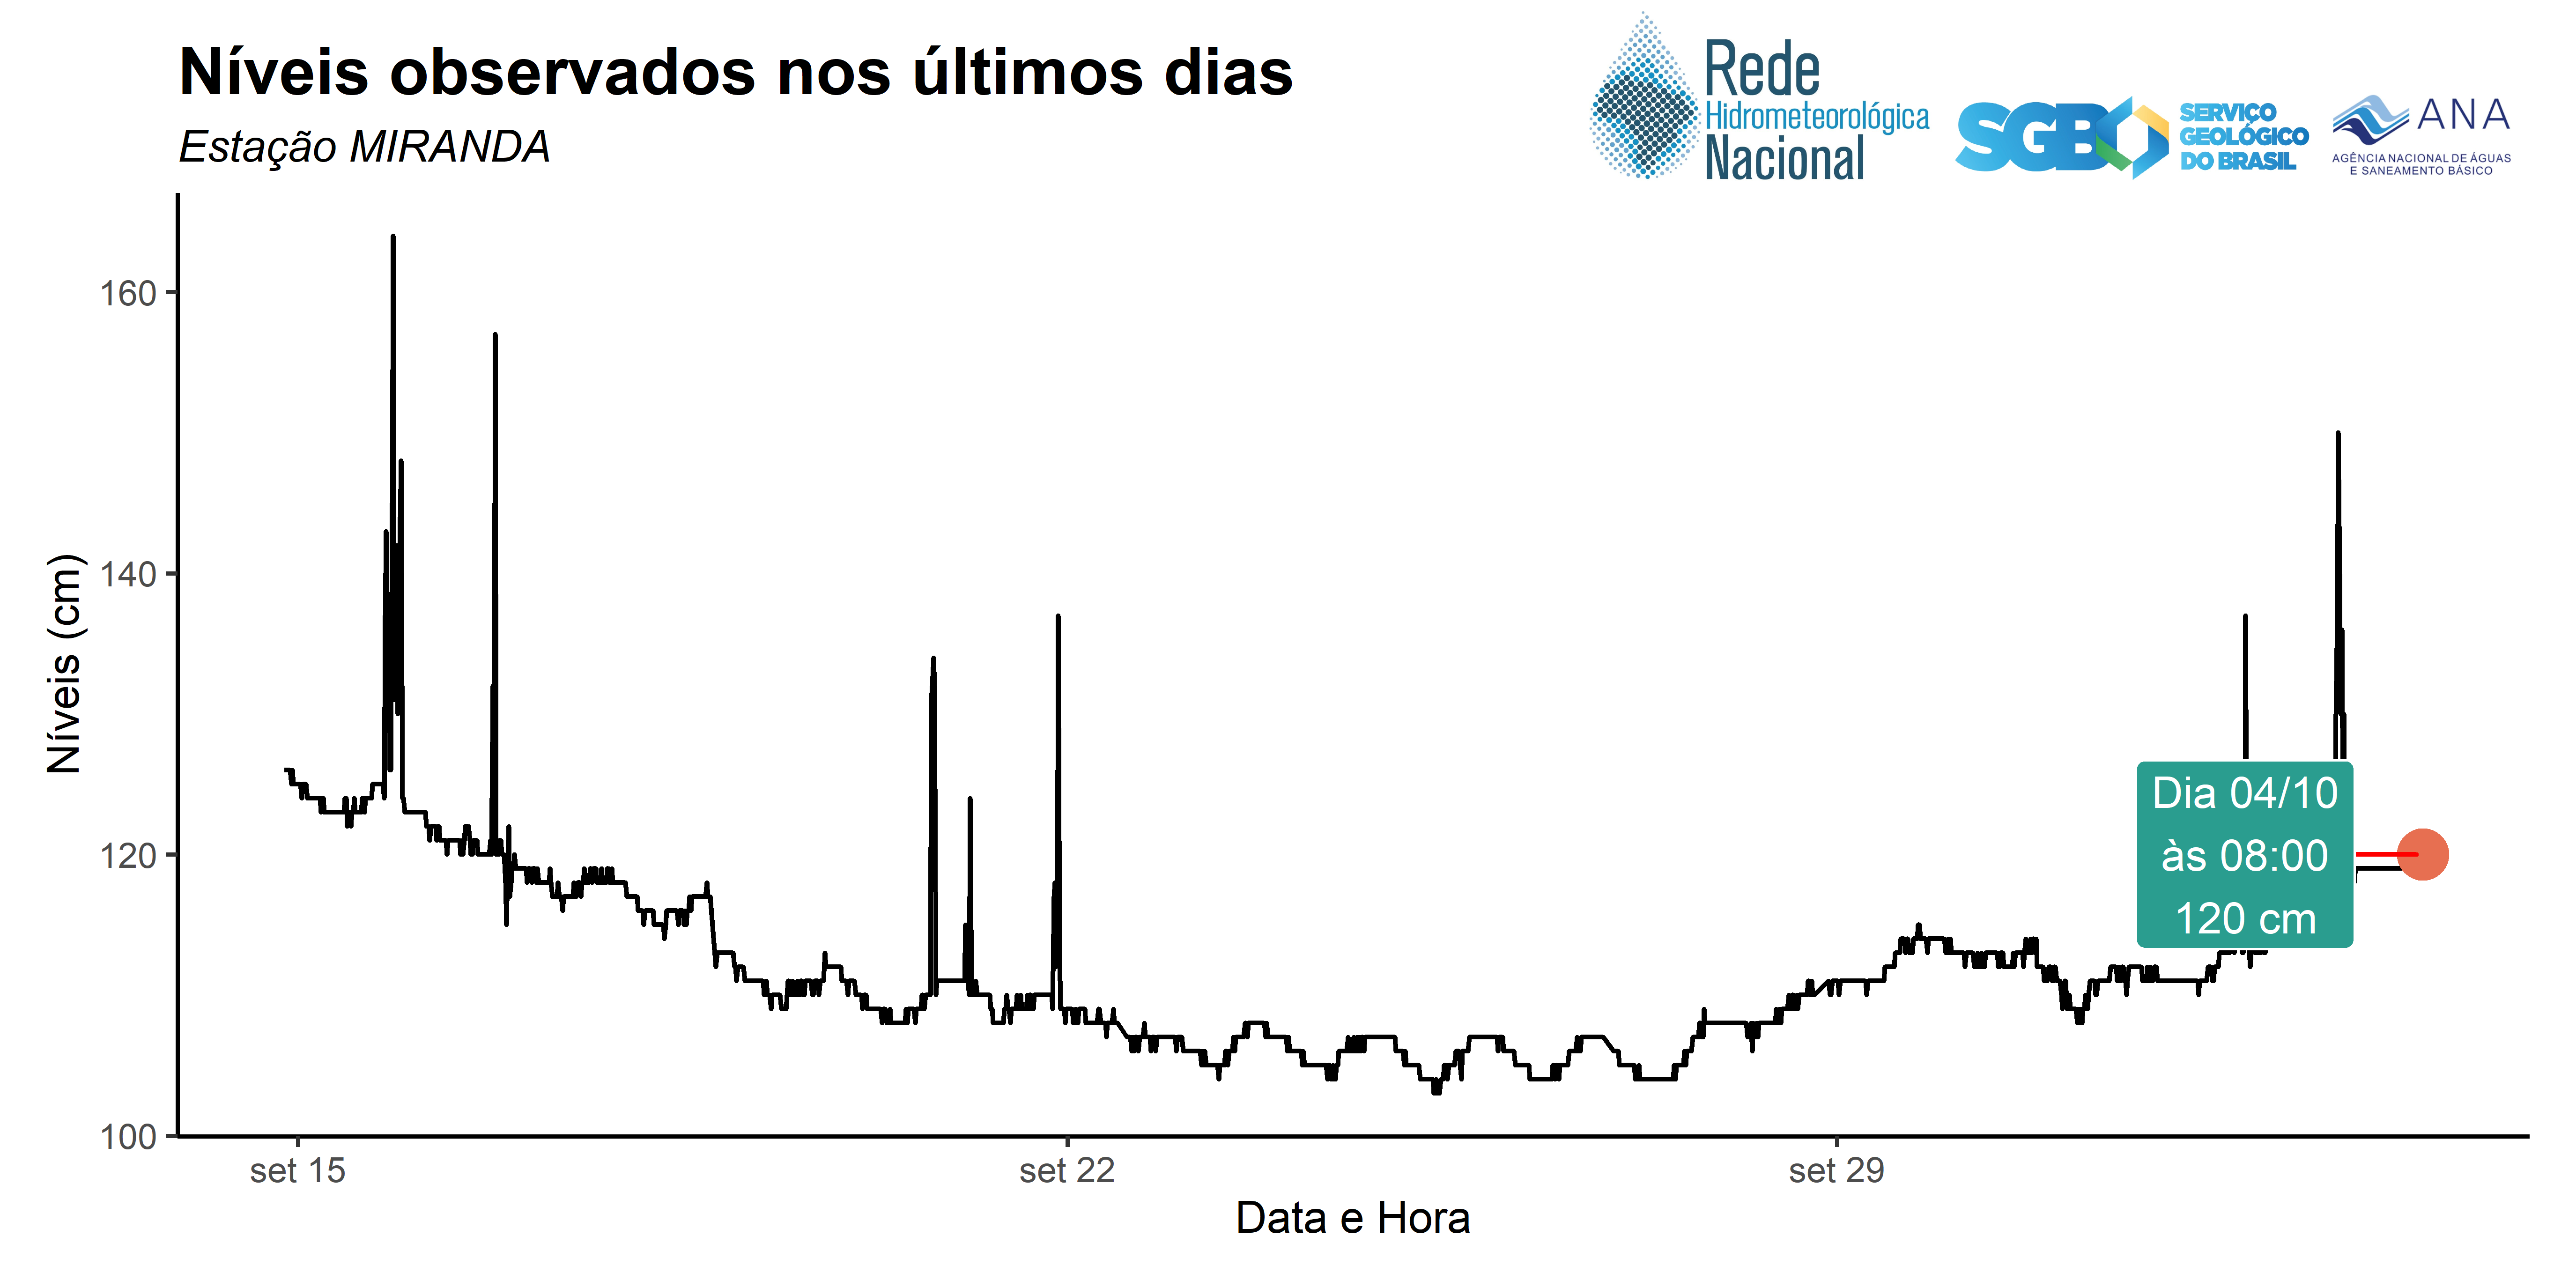 Níveis observados nos últimos dias
Estação MIRANDA
Rede
Hidrometeorológica
Nacional
SGB
SERVIÇO
GEOLÓGICO
DO BRASIL
ANA
AGÊNCIA NACIONAL DE ÁGUAS
E SANEAMENTO BÁSICO
Níveis (cm)
160
140
120
100
Dia 04/10
às 08:00
120 cm
set 15
set 22
set 29
Data e Hora